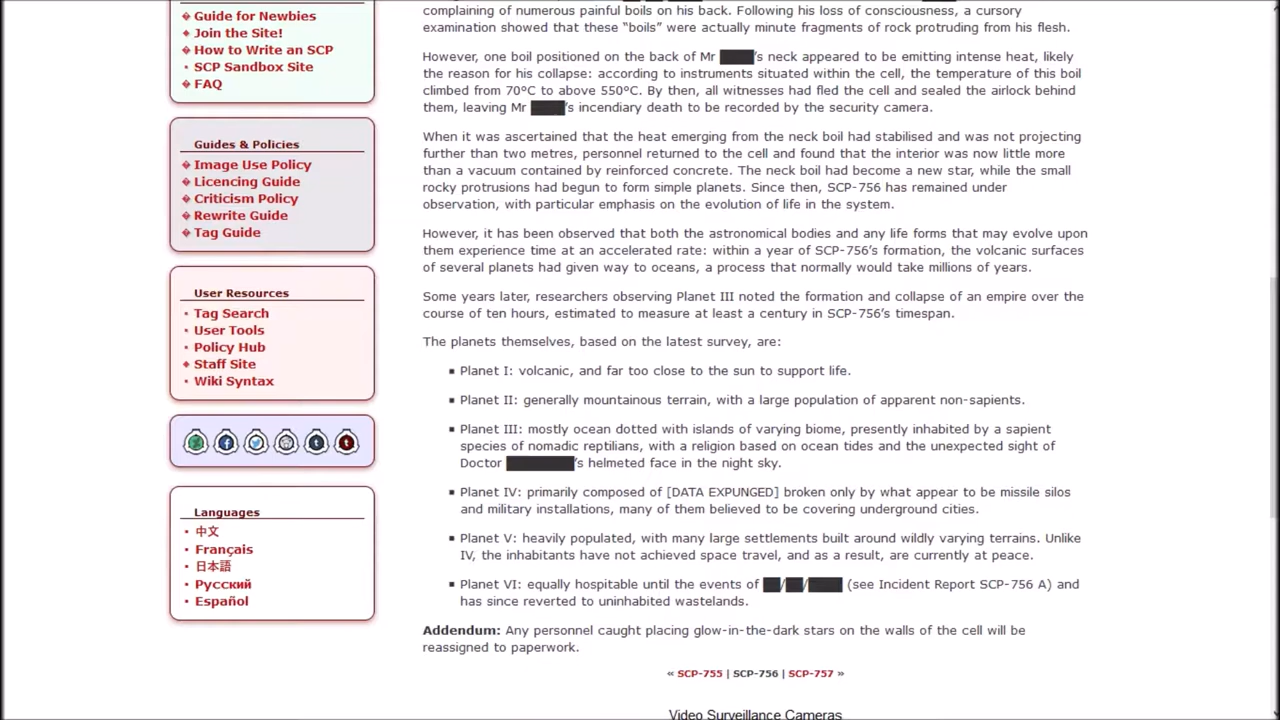 Guide for Newbies
Join the Site!
How to Write an SCP
SCP Sandbox Site
FAQ
Guides & Policies
Image Use Policy
Licencing Guide
Criticism Policy
Rewrite Guide
Tag Guide
User Resources
Tag Search
User Tools
Policy Hub
Staff Site
Wiki Syntax
Languages
中文
Français
日本語
Русский
Español
complaining of numerous painful boils on his back. Following his loss of consciousness, a cursory
examination showed that these “boils” were actually minute fragments of rock protruding from his flesh.
However, one boil positioned on the back of Mr ████’s neck appeared to be emitting intense heat, likely
the reason for his collapse: according to instruments situated within the cell, the temperature of this boil
climbed from 70ºC to above 550ºC. By then, all witnesses had fled the cell and sealed the airlock behind
them, leaving Mr ████’s incendiary death to be recorded by the security camera.
When it was ascertained that the heat emerging from the neck boil had stabilised and was not projecting
further than two metres, personnel returned to the cell and found that the interior was now little more
than a vacuum contained by reinforced concrete. The neck boil had become a new star, while the small
rocky protrusions had begun to form simple planets. Since then, SCP-756 has remained under
observation, with particular emphasis on the evolution of life in the system.
However, it has been observed that both the astronomical bodies and any life forms that may evolve upon
them experience time at an accelerated rate: within a year of SCP-756’s formation, the volcanic surfaces
of several planets had given way to oceans, a process that normally would take millions of years.
Some years later, researchers observing Planet III noted the formation and collapse of an empire over the
course of ten hours, estimated to measure at least a century in SCP-756’s timespan.
The planets themselves, based on the latest survey, are:
Planet I: volcanic, and far too close to the sun to support life.
Planet II: generally mountainous terrain, with a large population of apparent non-sapients.
Planet III: mostly ocean dotted with islands of varying biome, presently inhabited by a sapient
species of nomadic reptilians, with a religion based on ocean tides and the unexpected sight of
Doctor ████████’s helmeted face in the night sky.
Planet IV: primarily composed of [DATA EXPUNGED] broken only by what appear to be missile silos
and military installations, many of them believed to be covering underground cities.
Planet V: heavily populated, with many large settlements built around wildly varying terrains. Unlike
IV, the inhabitants have not achieved space travel, and as a result, are currently at peace.
Planet VI: equally hospitable until the events of ██/██/████ (see Incident Report SCP-756 A) and
has since reverted to uninhabited wastelands.
Addendum: Any personnel caught placing glow-in-the-dark stars on the walls of the cell will be
reassigned to paperwork.
« SCP-755 | SCP-756 | SCP-757 »
Video Surveillance Cameras